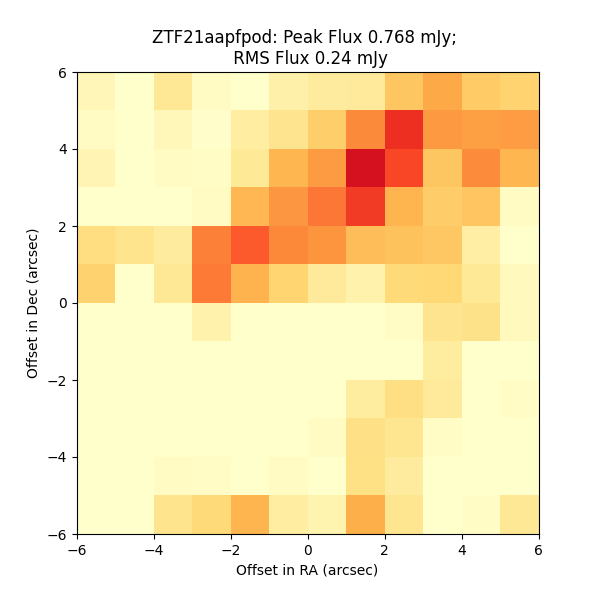 ZTF21aapfpod: Peak Flux 0.768 mJy;
RMS Flux 0.24 mJy
6
4
2
0
−2
−4
−6
Offset in Dec (arcsec)
−6 −4 −2 0 2 4 6
Offset in RA (arcsec)